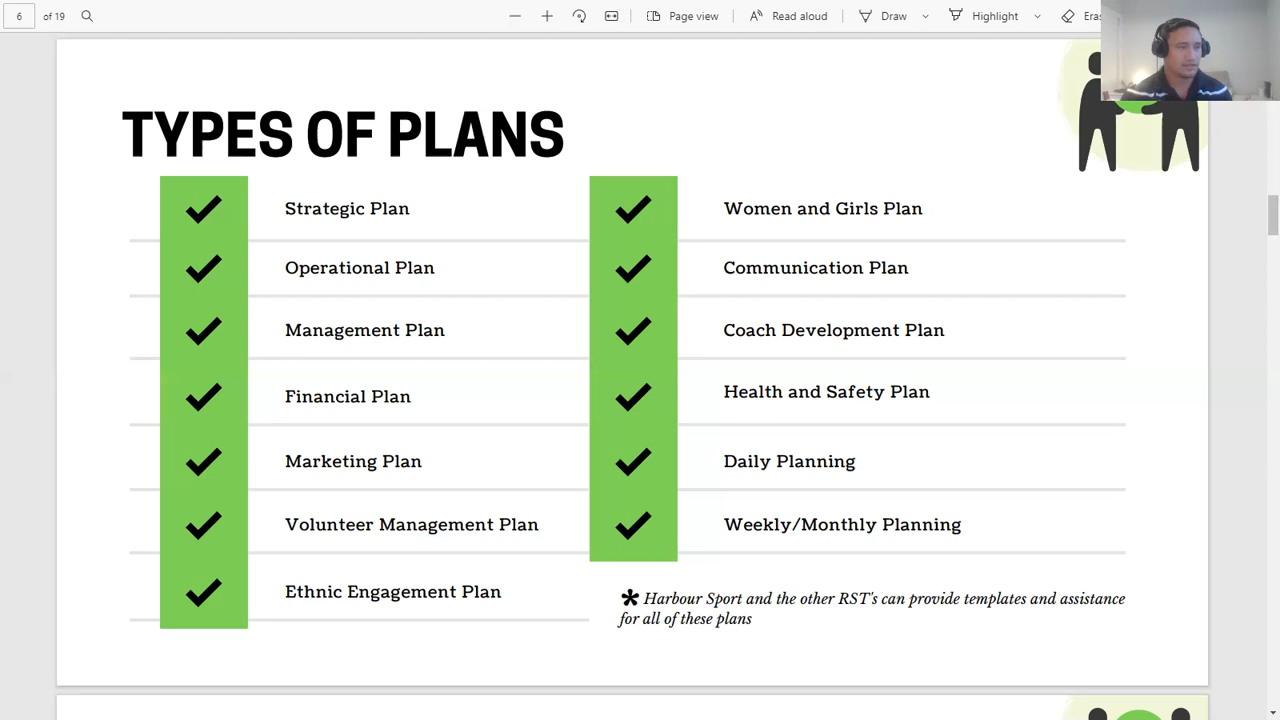 6 of 19 Page view Read aloud Draw Highlight
TYPES OF PLANS
Strategic Plan
Operational Plan
Management Plan
Financial Plan
Marketing Plan
Volunteer Management Plan
Ethnic Engagement Plan
Women and Girls Plan
Communication Plan
Coach Development Plan
Health and Safety Plan
Daily Planning
Weekly/Monthly Planning
* Harbour Sport and the other RST's can provide templates and assistance
for all of these plans